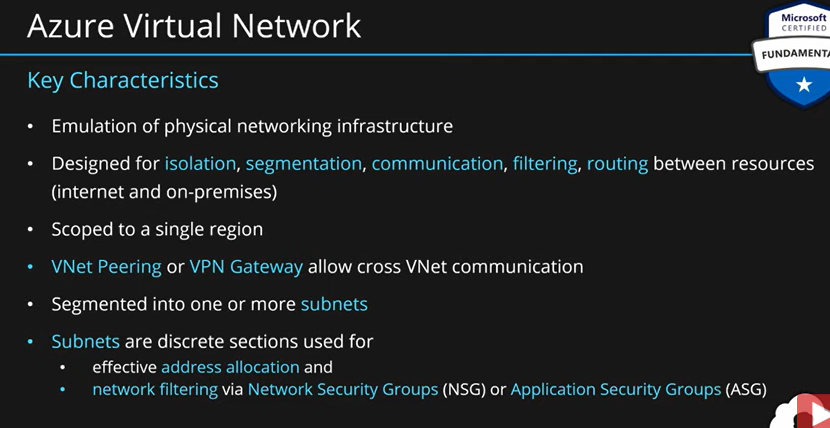 Azure Virtual Network
Microsoft
CERTIFIED
FUNDAMENTA
Key Characteristics
• Emulation of physical networking infrastructure
• Designed for isolation, segmentation, communication, filtering, routing between resources
(internet and on-premises)
• Scoped to a single region
• VNet Peering or VPN Gateway allow cross VNet communication
• Segmented into one or more subnets
• Subnets are discrete sections used for
• effective address allocation and
• network filtering via Network Security Groups (NSG) or Application Security Groups (ASG)